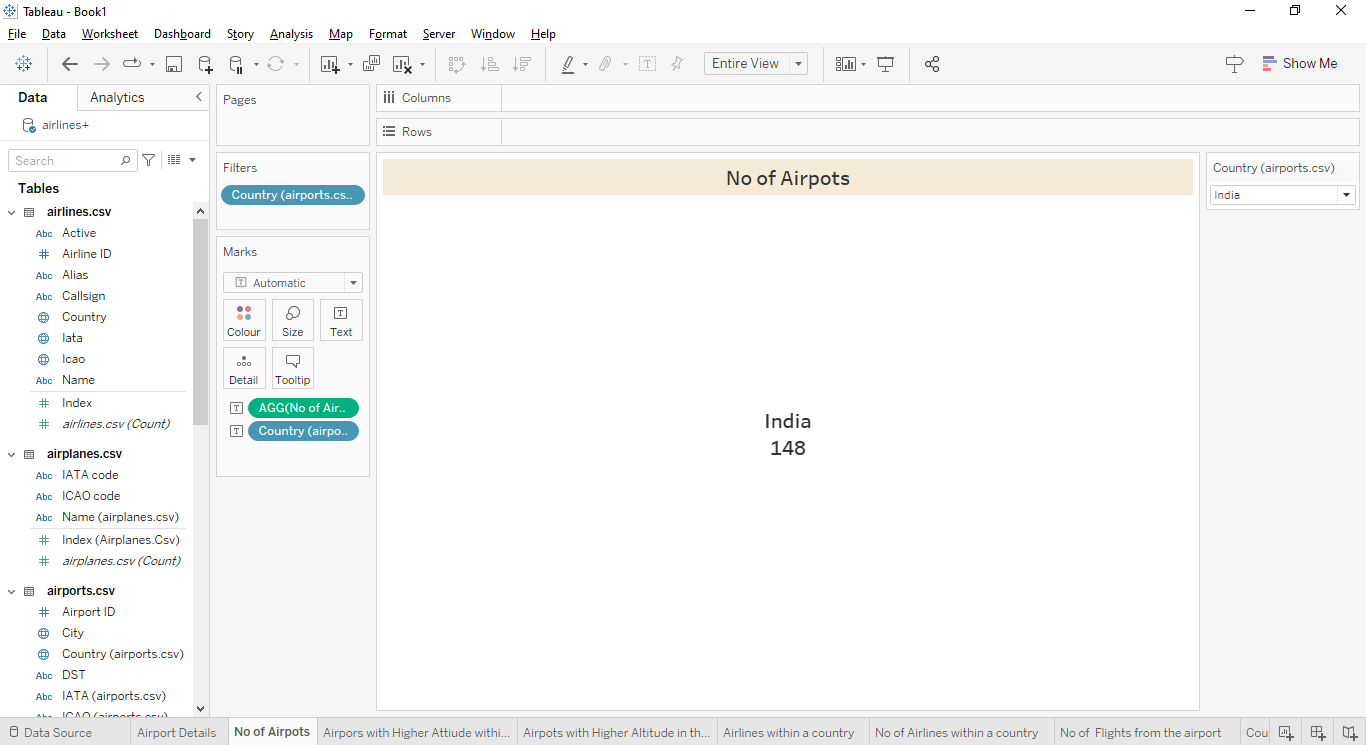 Tableau - Book1
File Data Worksheet Dashboard Story Analysis Map Format Server Window Help
Entire View
Show Me
Data Analytics
airlines+
Search
Tables
airlines.csv
Abc Active
Airline ID
Abc Alias
Abc Callsign
Country
Iata
Icao
Abc Name
Index
airlines.csv (Count)
airplanes.csv
Abc IATA code
Abc ICAO code
Abc Name (airplanes.csv)
Index (Airplanes.Csv)
airplanes.csv (Count)
airports.csv
Airport ID
City
Country (airports.csv)
Abc DST
Abc IATA (airports.csv)
Abc ICAO (airports.csv)
Pages
Filters
Country (airports.cs..
Marks
Automatic
Colour Size Text
Detail Tooltip
AGG(No of Air..
Country (airpo..
Columns
Rows
No of Airpots
India
148
Country (airports.csv)
India
Data Source Airport Details No of Airpots Airpors with Higher Attiude withi... Airpots with Higher Altitude in th... Airlines within a country No of Airlines within a country No of Flights from the airport Cou